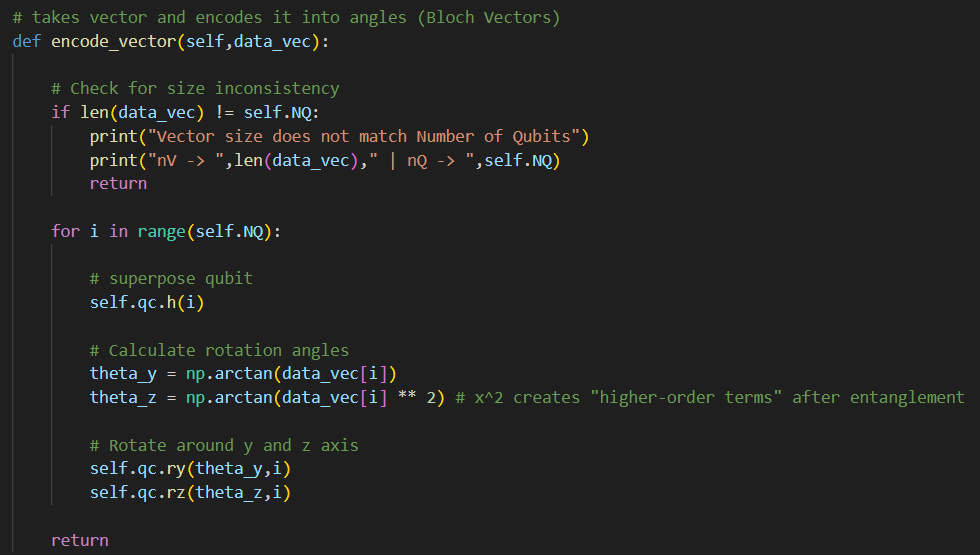 # takes vector and encodes it into angles (Bloch Vectors)
def encode_vector(self,data_vec):
# Check for size inconsistency
if len(data_vec) != self.NQ:
print("Vector size does not match Number of Qubits")
print("nV -> ",len(data_vec)," | nQ -> ",self.NQ)
return
for i in range(self.NQ):
# superpose qubit
self.qc.h(i)
# Calculate rotation angles
theta_y = np.arctan(data_vec[i])
theta_z = np.arctan(data_vec[i] ** 2) # x^2 creates "higher-order terms" after entanglement
# Rotate around y and z axis
self.qc.ry(theta_y,i)
self.qc.rz(theta_z,i)
return